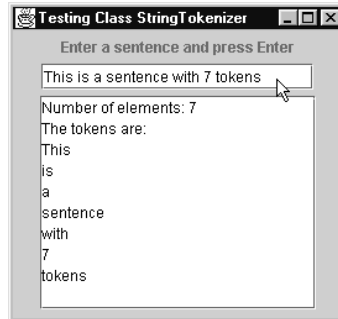 Testing Class StringTokenizer
Enter a sentence and press Enter
This is a sentence with 7 tokens
Number of elements: 7
The tokens are:
This
is
a
sentence
with
7
tokens